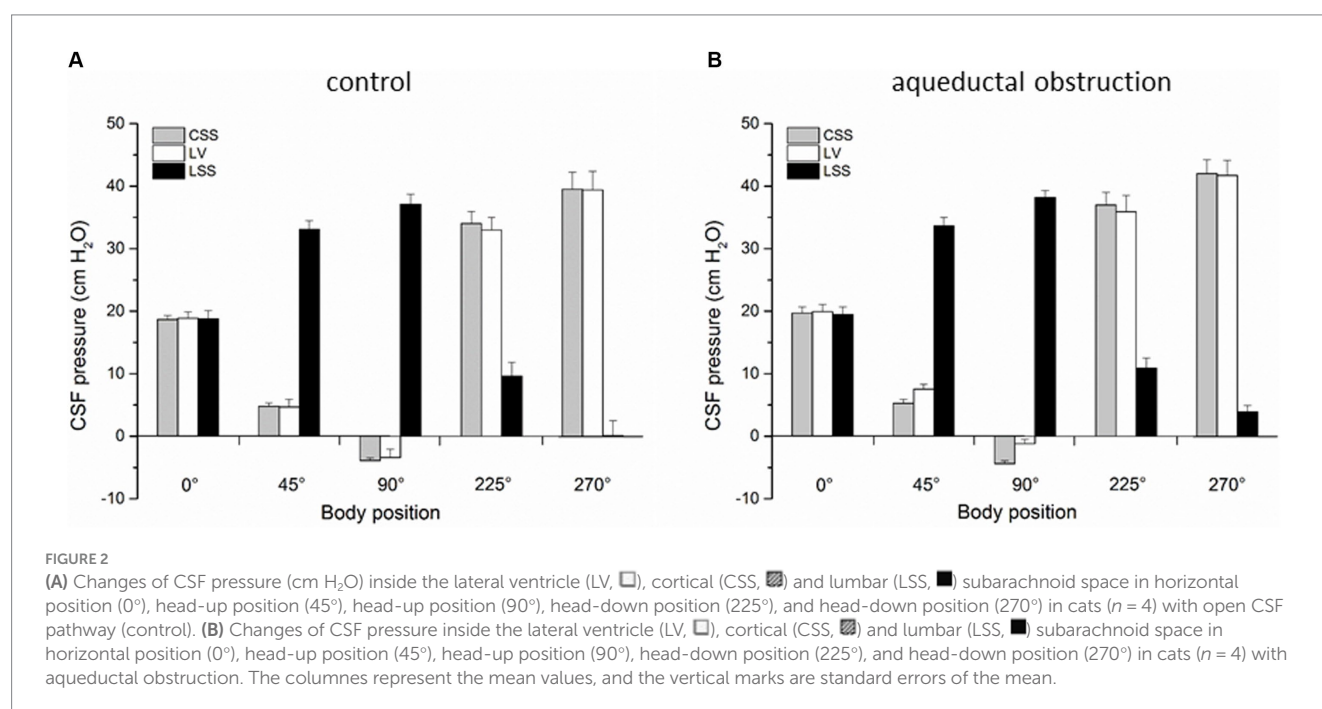 A
control
50
40
30
20
10
0
-10
CSF pressure (cm H₂O)
CSS
LV
LSS
0° 45° 90° 225° 270°
Body position
B
aqueductal obstruction
50
40
30
20
10
0
-10
CSF pressure (cm H₂O)
CSS
LV
LSS
0° 45° 90° 225° 270°
Body position
FIGURE 2
(A) Changes of CSF pressure (cm H₂O) inside the lateral ventricle (LV, ), cortical (CSS, ) and lumbar (LSS, ) subarachnoid space in horizontal
position (0°), head-up position (45°), head-up position (90°), head-down position (225°), and head-down position (270°) in cats (n = 4) with open CSF
pathway (control). (B) Changes of CSF pressure inside the lateral ventricle (LV, ), cortical (CSS, ) and lumbar (LSS, ) subarachnoid space in
horizontal position (0°), head-up position (45°), head-up position (90°), head-down position (225°), and head-down position (270°) in cats (n = 4) with
aqueductal obstruction. The columnes represent the mean values, and the vertical marks are standard errors of the mean.